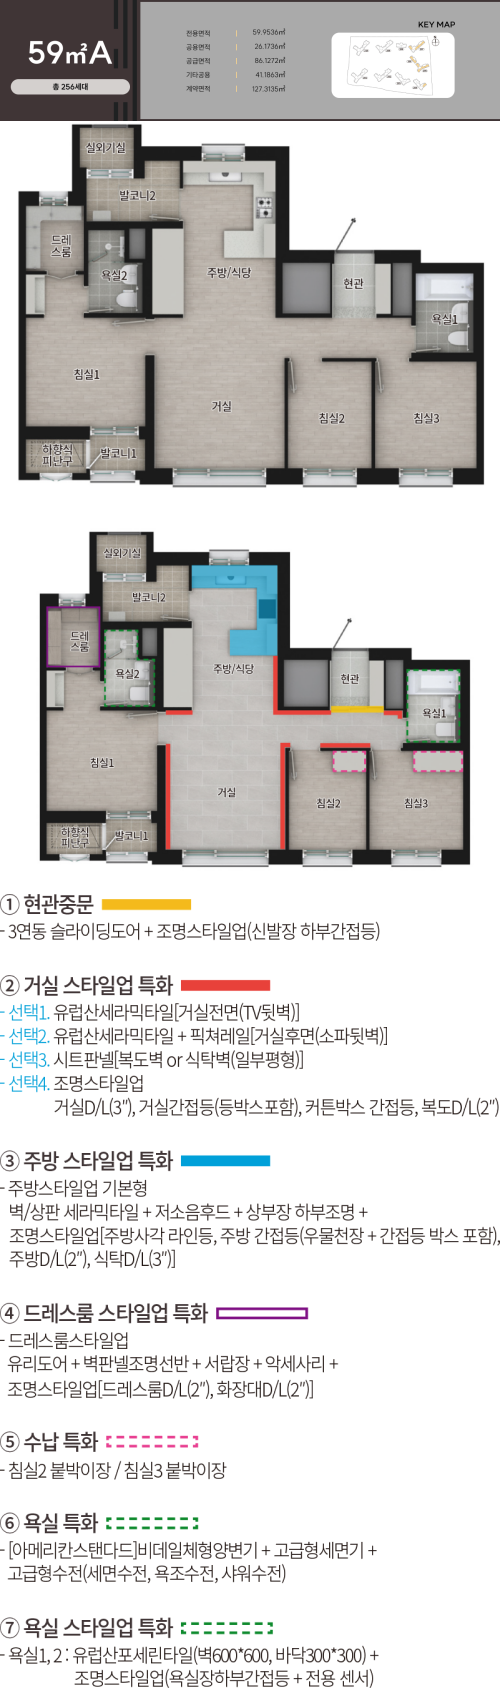 59㎡A
총 256세대
전용면적 59.9536㎡
공용면적 26.1736㎡
공급면적 86.1272㎡
기타공용 41.1863㎡
계약면적 127.3135㎡
KEY MAP
실외기실
발코니2
드레
스룸
욕실2
주방/식당
현관
욕실1
침실1
거실
침실2
침실3
하향식
피난구
발코니1
실외기실
발코니2
드레
스룸
욕실2
주방/식당
현관
욕실1
침실1
거실
침실2
침실3
하향식
피난구
발코니1
① 현관중문
- 3연동 슬라이딩도어 + 조명스타일업(신발장 하부간접등)
② 거실 스타일업 특화
- 선택1. 유럽산세라믹타일[거실전면(TV뒷벽)]
- 선택2. 유럽산세라믹타일 + 픽쳐레일[거실후면(소파뒷벽)]
- 선택3. 시트판넬[복도벽 or 식탁벽(일부평형)]
- 선택4. 조명스타일업
거실D/L(3″), 거실간접등(등박스포함), 커튼박스 간접등, 복도D/L(2″)
③ 주방 스타일업 특화
- 주방스타일업 기본형
벽/상판 세라믹타일 + 저소음후드 + 상부장 하부조명 +
조명스타일업[주방사각 라인등, 주방 간접등(우물천장 + 간접등 박스 포함),
주방D/L(2″), 식탁D/L(3″)]
④ 드레스룸 스타일업 특화
- 드레스룸스타일업
유리도어 + 벽판넬조명선반 + 서랍장 + 악세사리 +
조명스타일업[드레스룸D/L(2″), 화장대D/L(2″)]
⑤ 수납 특화
- 침실2 붙박이장 / 침실3 붙박이장
⑥ 욕실 특화
- [아메리칸스탠다드]비데일체형양변기 + 고급형세면기 +
고급형수전(세면수전, 욕조수전, 샤워수전)
⑦ 욕실 스타일업 특화
- 욕실1, 2 : 유럽산포세린타일(벽600*600, 바닥300*300) +
조명스타일업(욕실장하부간접등 + 전용 센서)